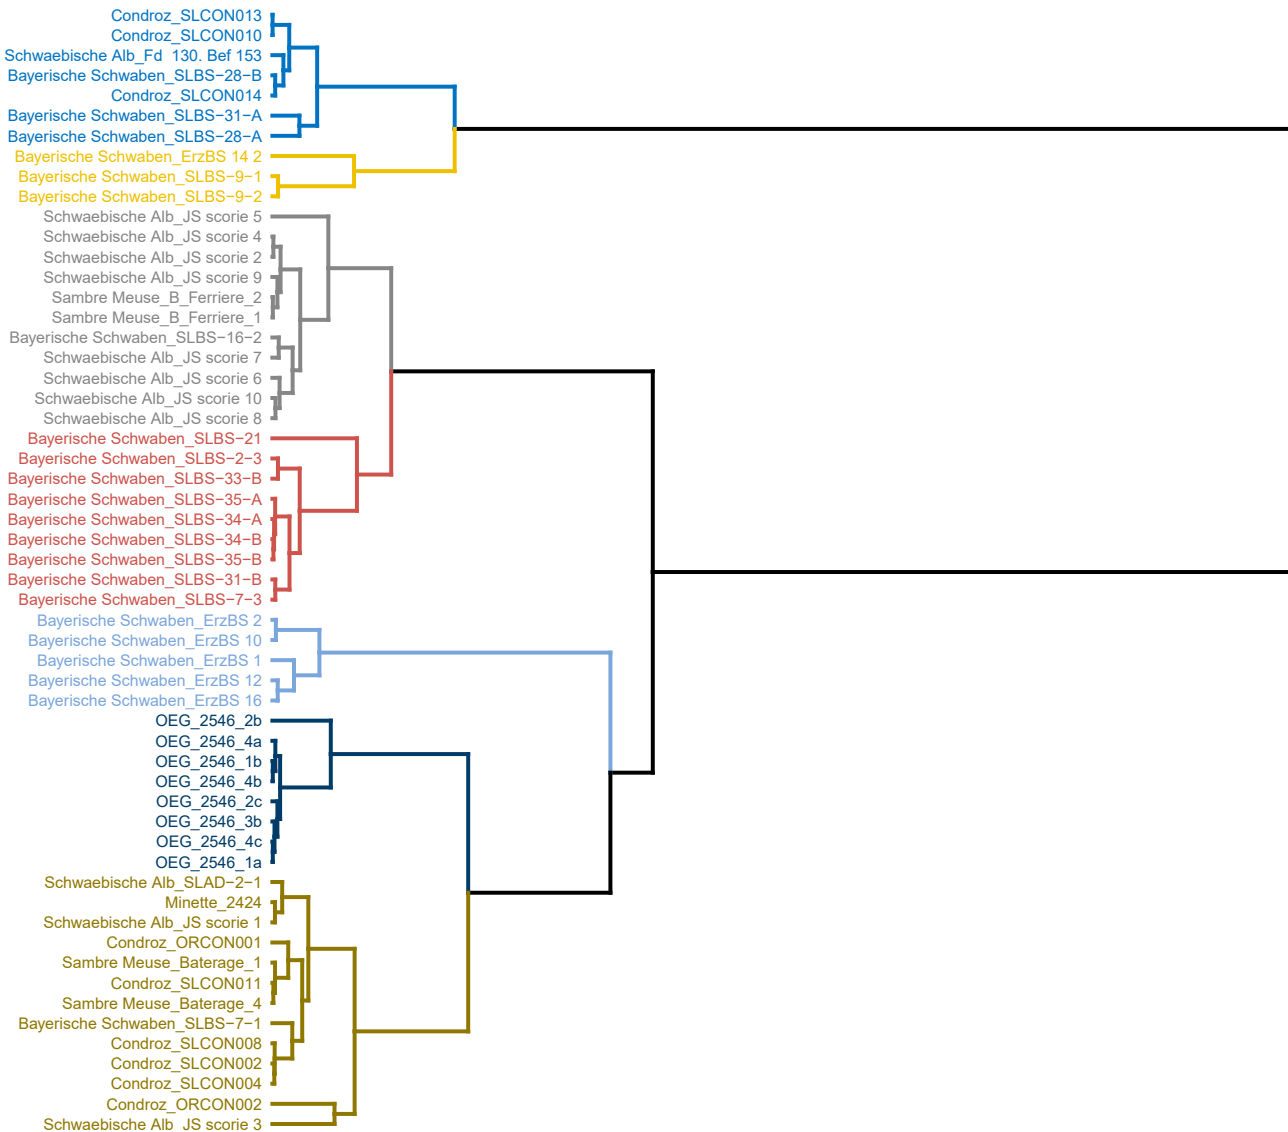 Condroz_SLCON013
Condroz_SLCON010
Schwaebische Alb_Fd  130. Bef 153
Bayerische Schwaben_SLBS−28−B
Condroz_SLCON014
Bayerische Schwaben_SLBS−31−A
Bayerische Schwaben_SLBS−28−A
Bayerische Schwaben_ErzBS 14 2
Bayerische Schwaben_SLBS−9−1
Bayerische Schwaben_SLBS−9−2
Schwaebische Alb_JS scorie 5
Schwaebische Alb_JS scorie 4
Schwaebische Alb_JS scorie 2
Schwaebische Alb_JS scorie 9
Sambre Meuse_B_Ferriere_2
Sambre Meuse_B_Ferriere_1
Bayerische Schwaben_SLBS−16−2
Schwaebische Alb_JS scorie 7
Schwaebische Alb_JS scorie 6
Schwaebische Alb_JS scorie 10
Schwaebische Alb_JS scorie 8
Bayerische Schwaben_SLBS−21
Bayerische Schwaben_SLBS−2−3
Bayerische Schwaben_SLBS−33−B
Bayerische Schwaben_SLBS−35−A
Bayerische Schwaben_SLBS−34−A
Bayerische Schwaben_SLBS−34−B
Bayerische Schwaben_SLBS−35−B
Bayerische Schwaben_SLBS−31−B
Bayerische Schwaben_SLBS−7−3
Bayerische Schwaben_ErzBS 2
Bayerische Schwaben_ErzBS 10
Bayerische Schwaben_ErzBS 1
Bayerische Schwaben_ErzBS 12
Bayerische Schwaben_ErzBS 16
OEG_2546_2b
OEG_2546_4a
OEG_2546_1b
OEG_2546_4b
OEG_2546_2c
OEG_2546_3b
OEG_2546_4c
OEG_2546_1a
Schwaebische Alb_SLAD−2−1
Minette_2424
Schwaebische Alb_JS scorie 1
Condroz_ORCON001
Sambre Meuse_Baterage_1
Condroz_SLCON011
Sambre Meuse_Baterage_4
Bayerische Schwaben_SLBS−7−1
Condroz_SLCON008
Condroz_SLCON002
Condroz_SLCON004
Condroz_ORCON002
Schwaebische Alb_JS scorie 3